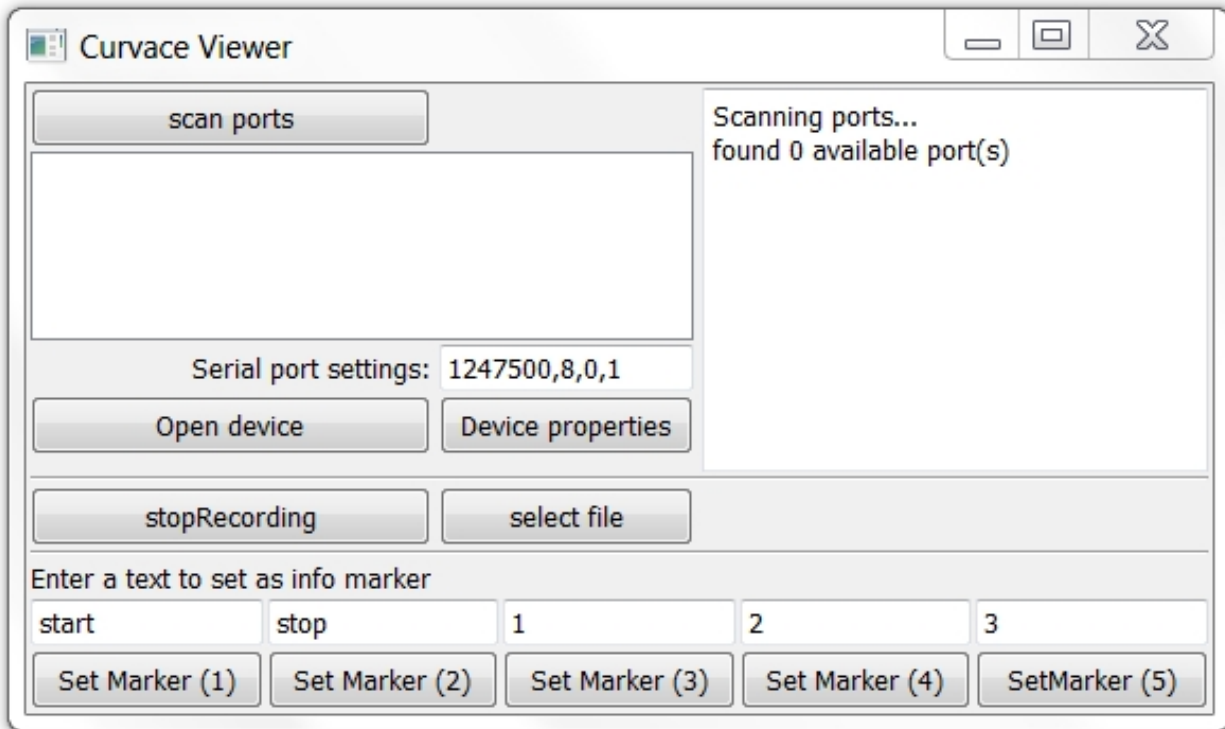 Curvace Viewer
scan ports
Scanning ports...
found 0 available port(s)
Serial port settings: 1247500,8,0,1
Open device Device properties
stopRecording select file
Enter a text to set as info marker
start stop 1 2 3
Set Marker (1) Set Marker (2) Set Marker (3) Set Marker (4) SetMarker (5)